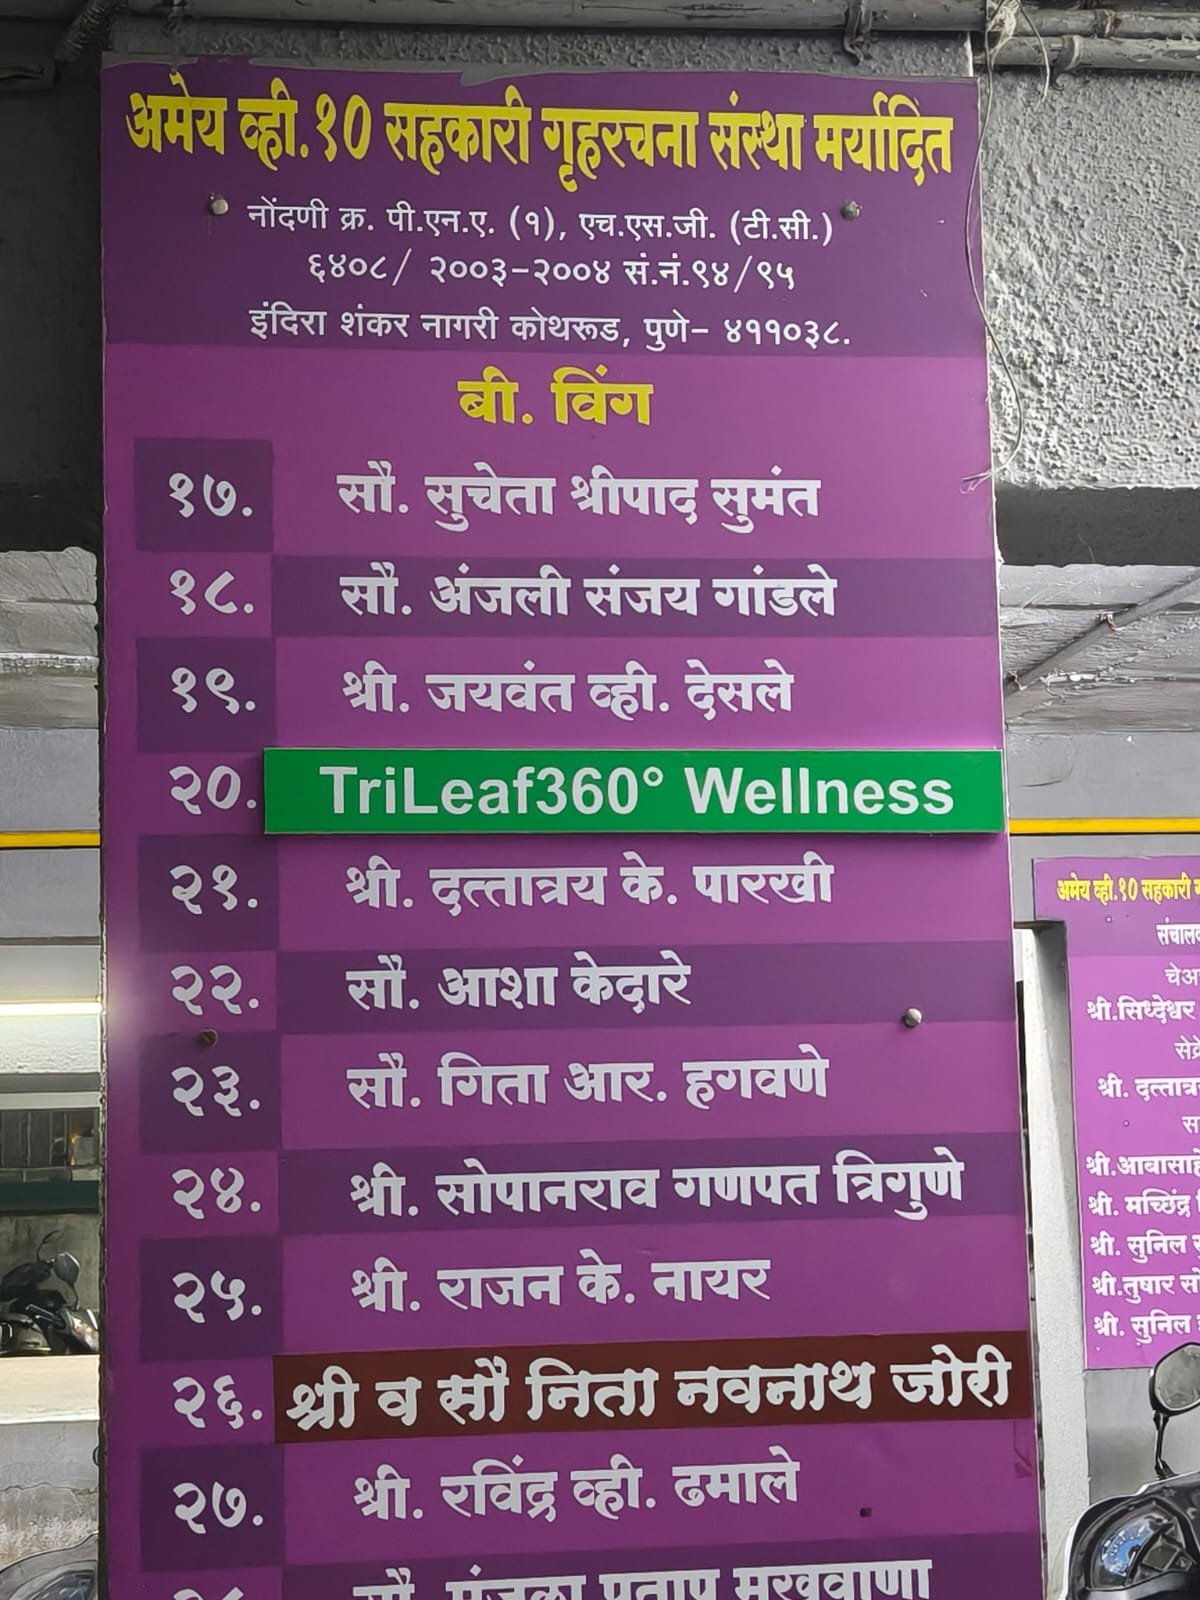 अमेय व्ही.१० सहकारी गृहरचना संस्था मर्यादित
नोंदणी क्र. पी.एन.ए. (१), एच.एस.जी. (टी.सी.)
६४०८/ २००३-२००४ सं.नं.९४/९५
इंदिरा शंकर नागरी कोथरूड, पुणे- ४११०३८.
बी. विंग
१७. सौ. सुचेता श्रीपाद सुमंत
१८. सौ. अंजली संजय गांडले
१९. श्री. जयवंत व्ही. देसले
२०. TriLeaf360° Wellness
२१. श्री. दत्तात्रय के. पारखी
२२. सौ. आशा केदारे
२३. सौ. गिता आर. हगवणे
२४. श्री. सोपानराव गणपत त्रिगुणे
२५. श्री. राजन के. नायर
२६. श्री व सौ निता नवनाथ जोरी
२७. श्री. रविंद्र व्ही. ढमाले
सौ. मंजुळा प्रताप
अमेय व्ही.१० सहकारी
श्री.सिध्देश्वर
श्री.
श्री.
श्री. मच्छिंद्र
श्री. सुनिल
श्री.तुषार
श्री. सुनिल